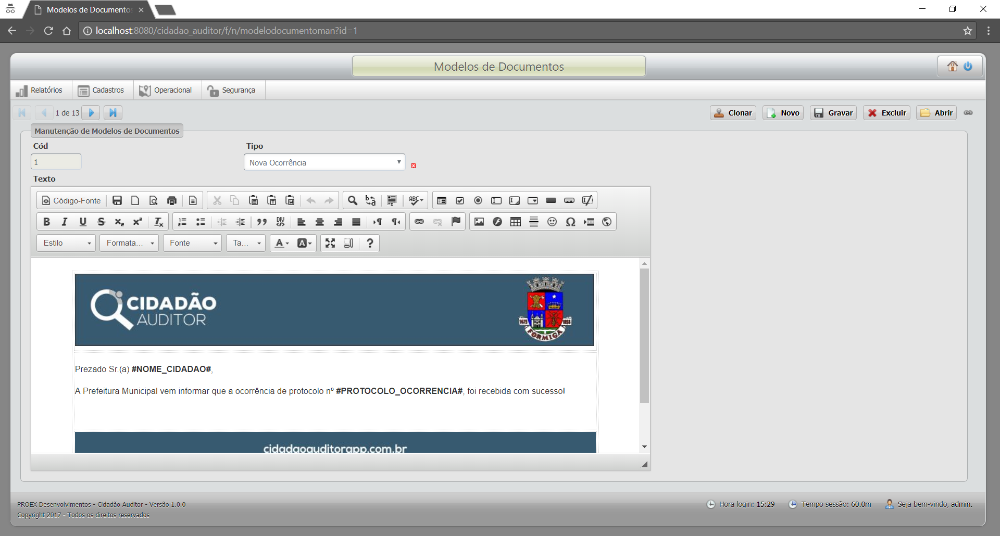 Modelos de Documentos
localhost:8080/cidadao_auditor/f/n/modelodocumentoman?id=1
Modelos de Documentos
Relatórios Cadastros Operacional Segurança
1 de 13 Clonar Novo Gravar Excluir Abrir
Manutenção de Modelos de Documentos
Cód Tipo
1 Nova Ocorrência
Texto
Código-Fonte
Estilo Formata... Fonte Ta...
CIDADÃO
AUDITOR
1675 1858
FORMIGA
Prezado Sr.(a) #NOME_CIDADAO#,
A Prefeitura Municipal vem informar que a ocorrência de protocolo nº #PROTOCOLO_OCORRENCIA#, foi recebida com sucesso!
cidadaoauditorapp.com.br
PROEX Desenvolvimentos - Cidadão Auditor - Versão 1.0.0 Hora login: 15:29 Tempo sessão: 60.0m Seja bem-vindo, admin.
Copyright 2017 - Todos os direitos reservados